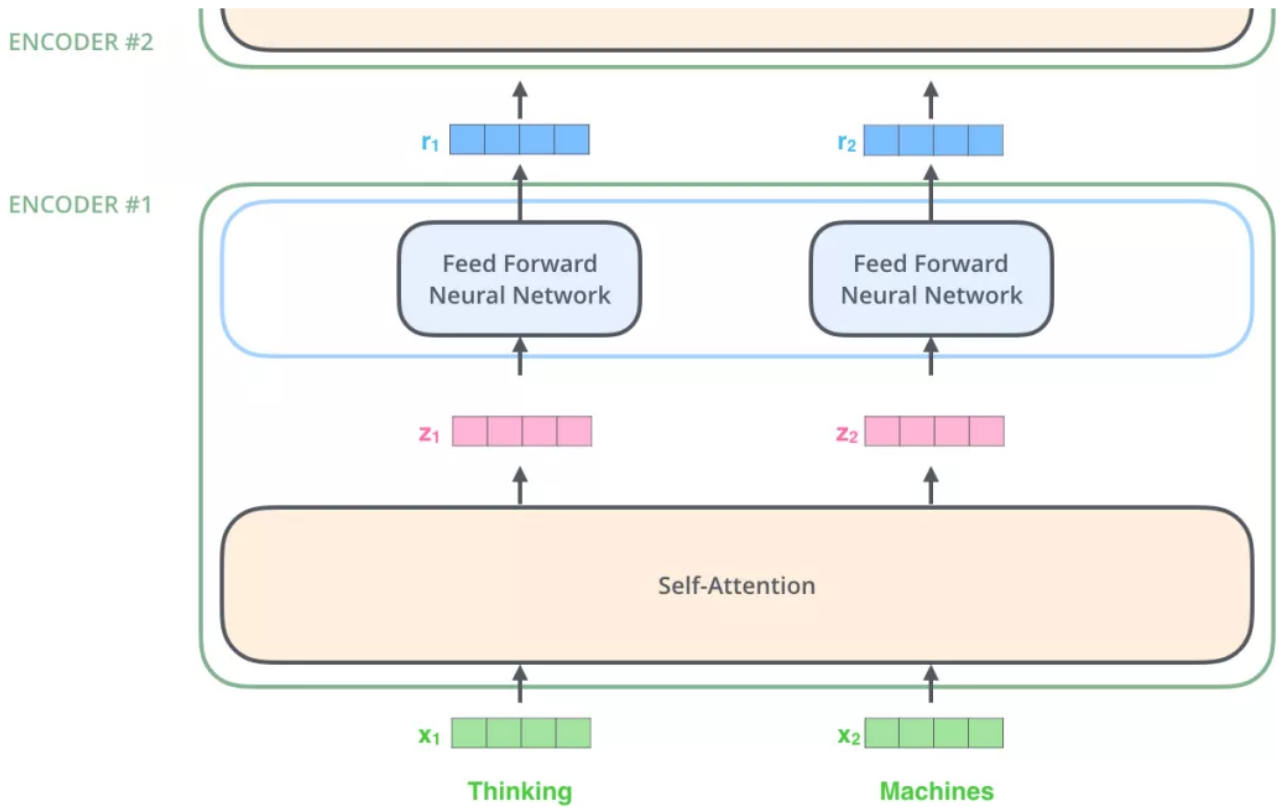 ENCODER #2
r1
r2
ENCODER #1
Feed Forward
Neural Network
Feed Forward
Neural Network
z1
z2
Self-Attention
x1
x2
Thinking
Machines